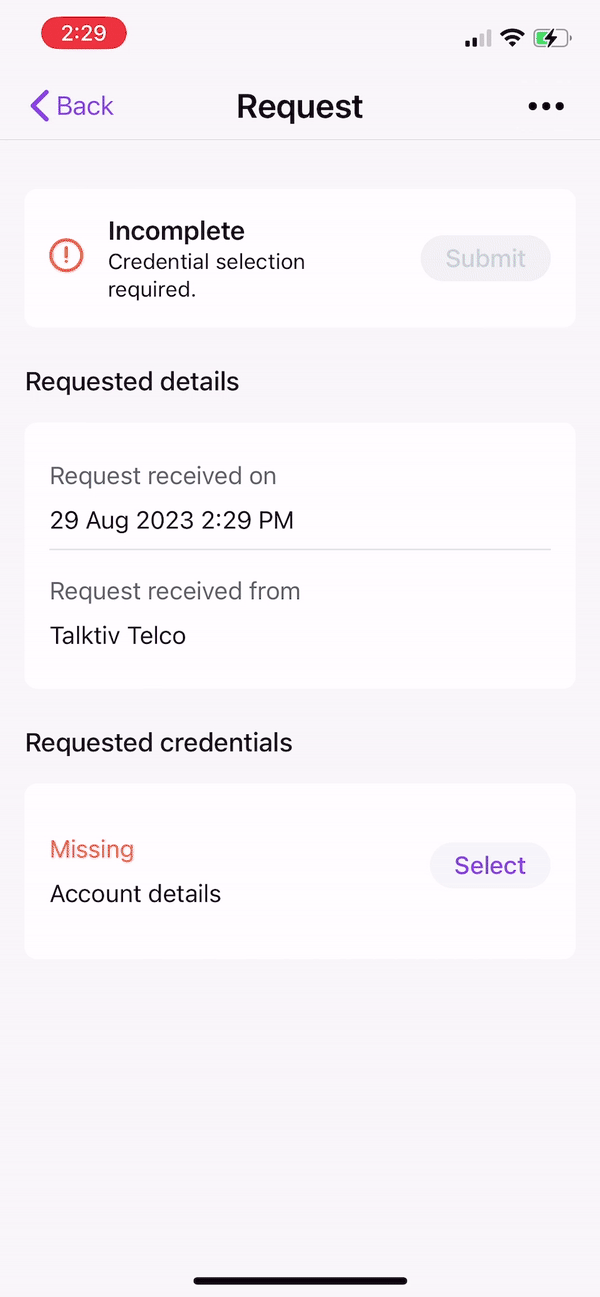 2:29
Back
Request
Incomplete
Credential selection
required.
Submit
Requested details
Request received on
29 Aug 2023 2:29 PM
Request received from
Talktiv Telco
Requested credentials
Missing
Account details
Select